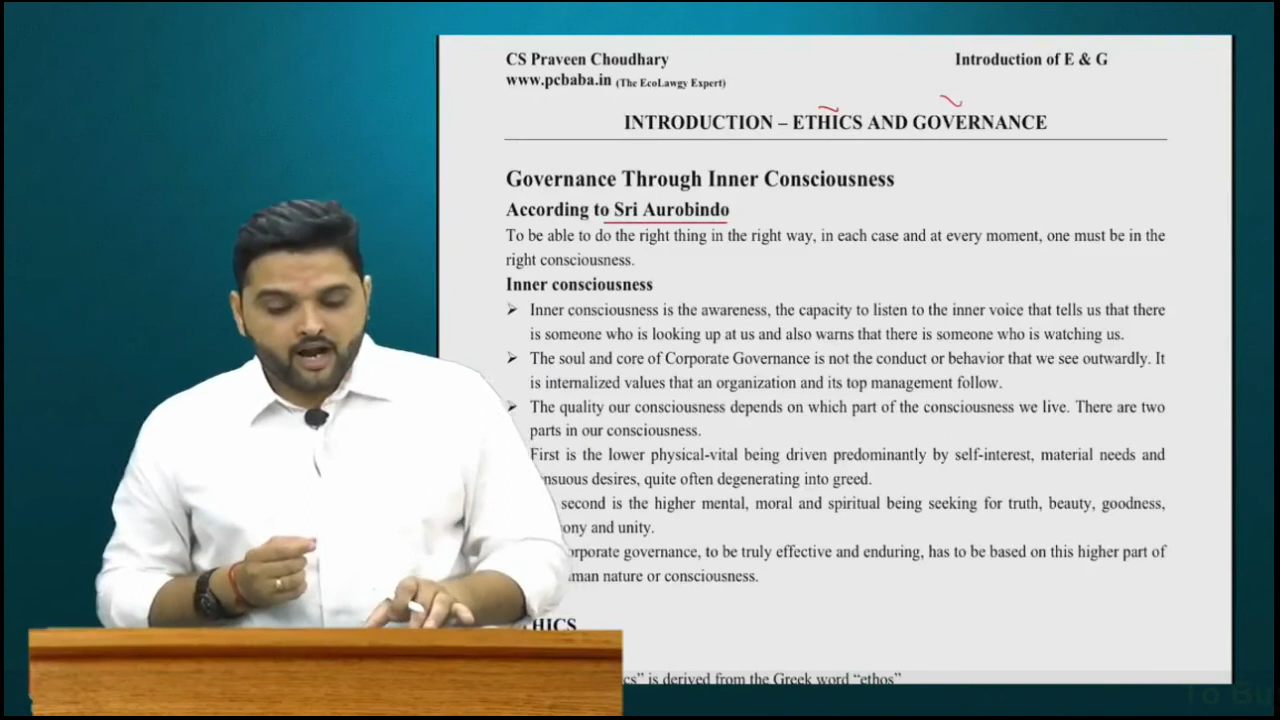 CS Praveen Choudhary Introduction of E & G
www.pcbaba.in (The EcoLawgy Expert)
INTRODUCTION – ETHICS AND GOVERNANCE
Governance Through Inner Consciousness
According to Sri Aurobindo
To be able to do the right thing in the right way, in each case and at every moment, one must be in the
right consciousness.
Inner consciousness
➢ Inner consciousness is the awareness, the capacity to listen to the inner voice that tells us that there
is someone who is looking up at us and also warns that there is someone who is watching us.
➢ The soul and core of Corporate Governance is not the conduct or behavior that we see outwardly. It
is internalized values that an organization and its top management follow.
➢ The quality our consciousness depends on which part of the consciousness we live. There are two
parts in our consciousness.
First is the lower physical-vital being driven predominantly by self-interest, material needs and
desires, quite often degenerating into greed.
second is the higher mental, moral and spiritual being seeking for truth, beauty, goodness,
and unity.
governance, to be truly effective and enduring, has to be based on this higher part of
nature or consciousness.
is derived from the Greek word “ethos”